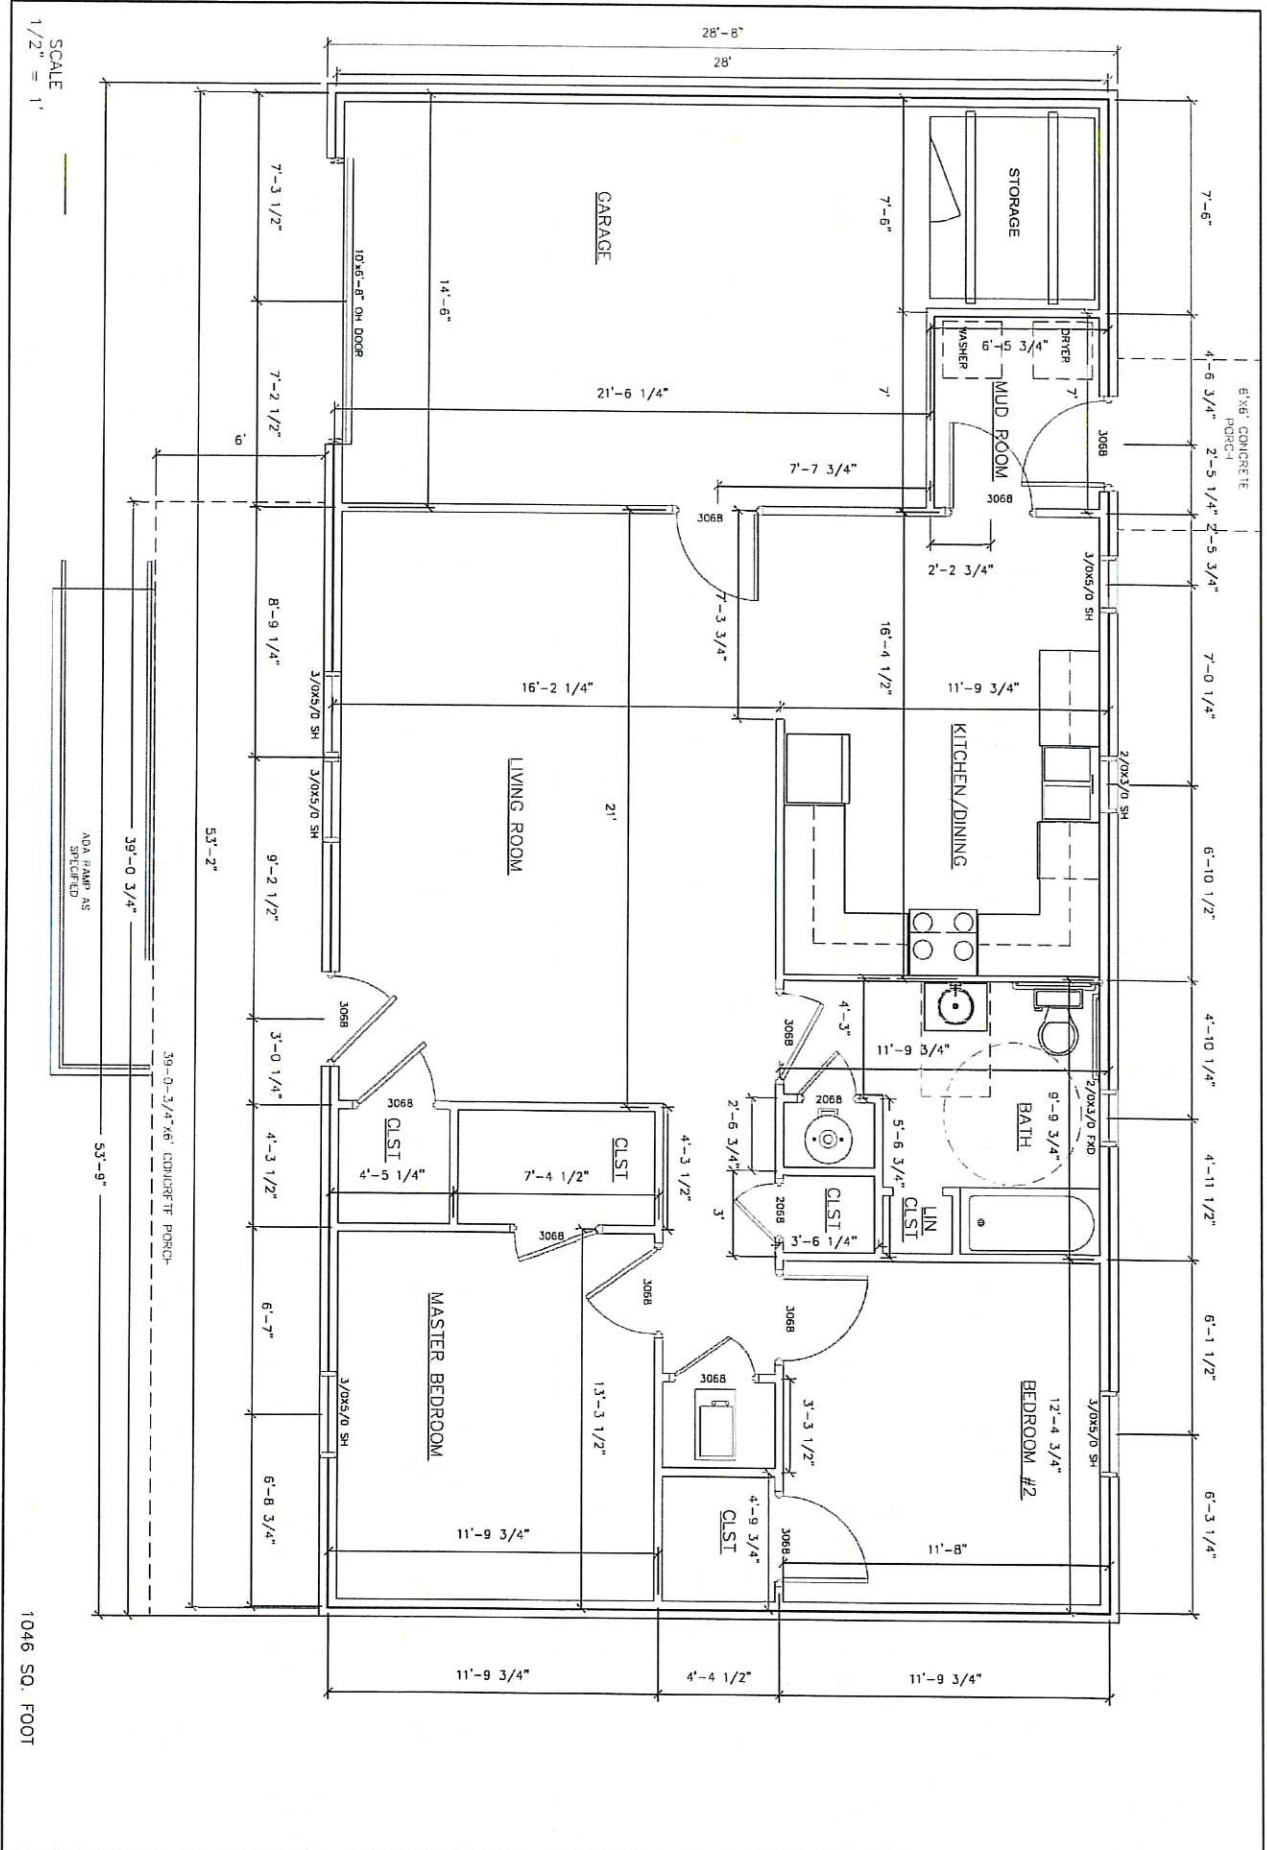 SCALE
1/2" = 1'
28'-8"
28'
7'-6"
4'-6 3/4"
2'-5 1/4"
2'-5 3/4"
7'-0 1/4"
6'-10 1/2"
4'-10 1/4"
4'-11 1/2"
6'-1 1/2"
6'-3 1/4"
6'X6' CONCRETE
PORCH
STORAGE
7'-6"
GARAGE
14'-6"
10'x6'-8" OH DOOR
21'-6 1/4"
DRYER
WASHER
6'-5 3/4"
MUD ROOM
7'
7'
3068
3068
7'-7 3/4"
3068
2'-2 3/4"
7'-3 3/4"
3/0X5/0 SH
16'-4 1/2"
11'-9 3/4"
KITCHEN/DINING
2/0X3/0 SH
16'-2 1/4"
LIVING ROOM
21'
3/0X5/0 SH
3/0X5/0 SH
3068
3068
4'-3"
11'-9 3/4"
BATH
9'-9 3/4"
2/0X3/0 FXD
2068
2'-6 3/4"
5'-6 3/4"
LIN
CLST
CLST
3'-6 1/4"
2068
3'
3068
CLST
4'-5 1/4"
CLST
7'-4 1/2"
4'-3 1/2"
3068
3068
3068
3068
MASTER BEDROOM
13'-3 1/2"
3/0X5/0 SH
11'-9 3/4"
BEDROOM #2
12'-4 3/4"
3/0X5/0 SH
3'-3 1/2"
CLST
4'-9 3/4"
3068
11'-8"
7'-3 1/2"
7'-2 1/2"
8'-9 1/4"
9'-2 1/2"
3'-0 1/4"
4'-3 1/2"
6'-7"
6'-8 3/4"
6'
53'-2"
39'-0 3/4"
53'-9"
39-0-3/4"X6' CONCRETE PORCH
ADA RAMP AS
SPECIFIED
11'-9 3/4"
4'-4 1/2"
11'-9 3/4"
1046 SQ. FOOT